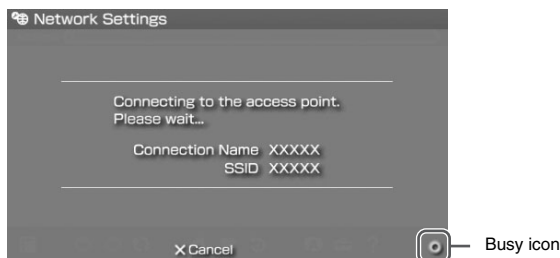 Network Settings
Connecting to the access point.
Please wait...
Connection Name XXXXX
SSID XXXXX
Cancel
Busy icon